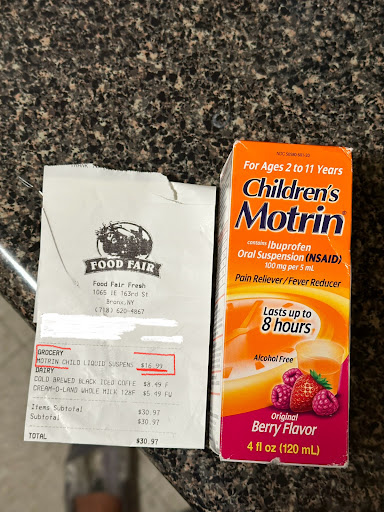 FOOD FAIR
Food Fair Fresh
1065 (E 163rd St
Bronx,NY
(718) 620-4867
GROCERY
MOTRIN CHILD LIQUID SUSPENS $16.99
DAIRY
COLD BREWED BLACK ICED COFFE $8.49 F
CREAM-O-LAND WHOLE MILK 128F $5.49 FW
Items Subtotal $30.97
Subtotal $30.97
TOTAL $30.97
For Ages 2 to 11 Years
Children's
Motrin
contains Ibuprofen
Oral Suspension (NSAID)
100 mg per 5 mL
Pain Reliever/Fever Reducer
Lasts up to
8 hours
Alcohol Free
Original
Berry Flavor
4 fl oz (120 mL)